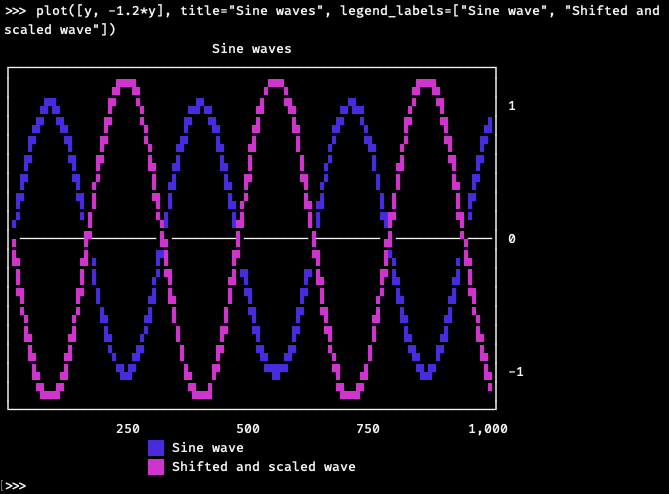 >>> plot([y, -1.2*y], title="Sine waves", legend_labels=["Sine wave", "Shifted and
scaled wave"])
Sine waves
1
0
-1
250 500 750 1,000
Sine wave
Shifted and scaled wave
[>>>